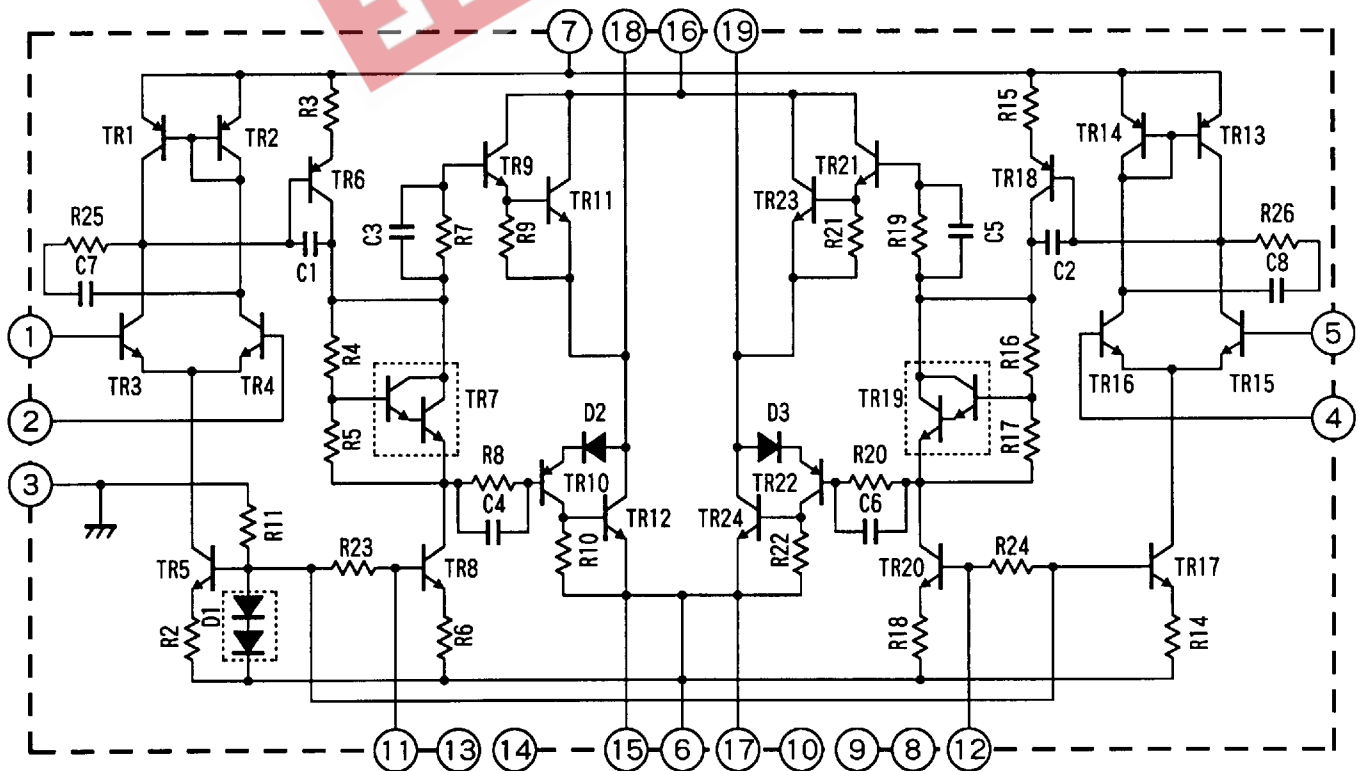 7 18 16 19
R3 R15
TR1 TR2 TR9 TR21 TR14 TR13
TR6 TR11 TR23 TR18
R25 C3 R7 R9 R21 R19 C5 R26
C7 C1 C2 C8
1 5
R4 R16
TR3 TR4 TR7 TR19 TR16 TR15
2 D2 D3 4
R5 R17
R8 R20
3 C4 TR10 TR22 C6
R11 TR12 TR24
R23 R10 R22 R24
TR5 TR8 TR20 TR17
D1
R2 R6 R18 R14
11 13 14 15 6 17 10 9 8 12